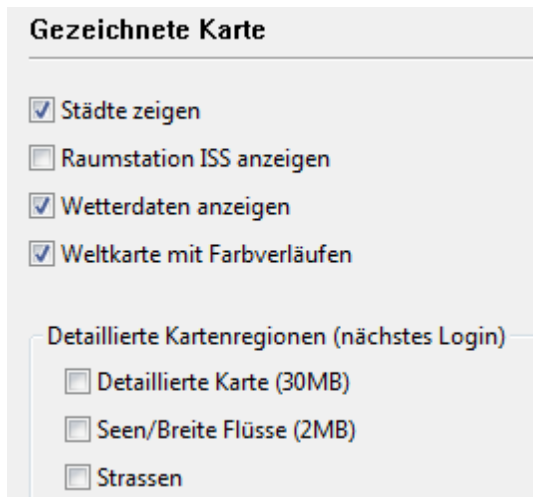 Gezeichnete Karte
Städte zeigen
Raumstation ISS anzeigen
Wetterdaten anzeigen
Weltkarte mit Farbverläufen
Detaillierte Kartenregionen (nächstes Login)
Detaillierte Karte (30MB)
Seen/Breite Flüsse (2MB)
Strassen